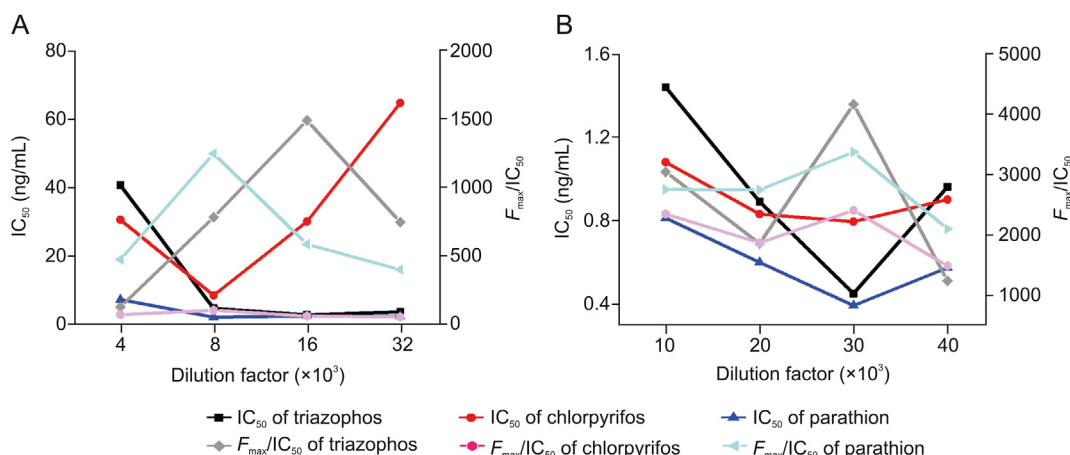 A
B
80
60
40
20
0
IC50 (ng/mL)
2000
1500
1000
500
0
Fmax/IC50
4 8 16 32
Dilution factor (×10³)
1.6
1.2
0.8
0.4
IC50 (ng/mL)
5000
4000
3000
2000
1000
Fmax/IC50
10 20 30 40
Dilution factor (×10³)
IC50 of triazophos IC50 of chlorpyrifos IC50 of parathion
Fmax/IC50 of triazophos Fmax/IC50 of chlorpyrifos Fmax/IC50 of parathion